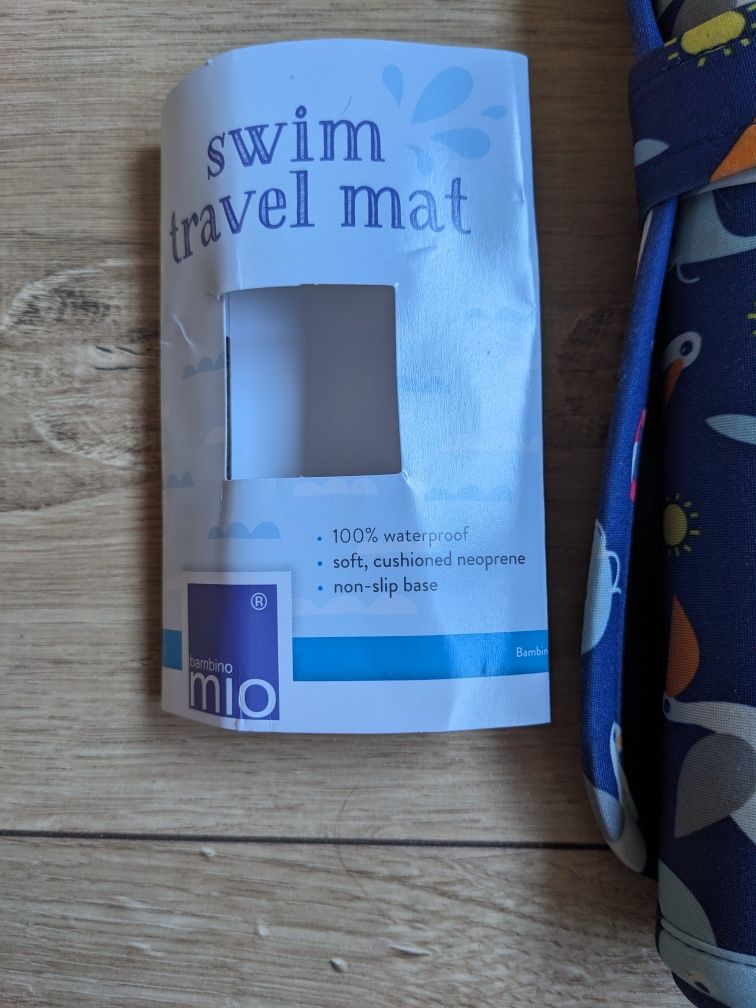 swim
travel mat
• 100% waterproof
• soft, cushioned neoprene
• non-slip base
®
bambino
mio
Bambin